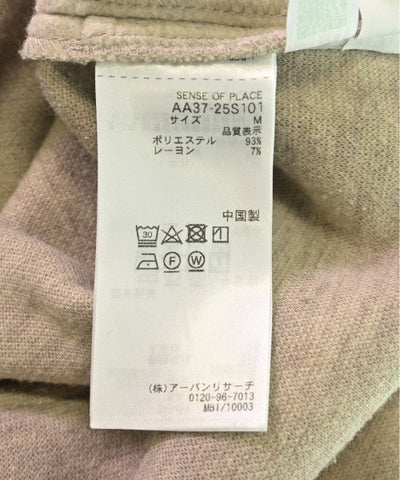 SENSE OF PLACE
AA37-25S101
サイズ M
品質表示
ポリエステル 93%
レーヨン 7%
中国製
30
F W
(株)アーバンリサーチ
0120-96-7013
MBI/10003